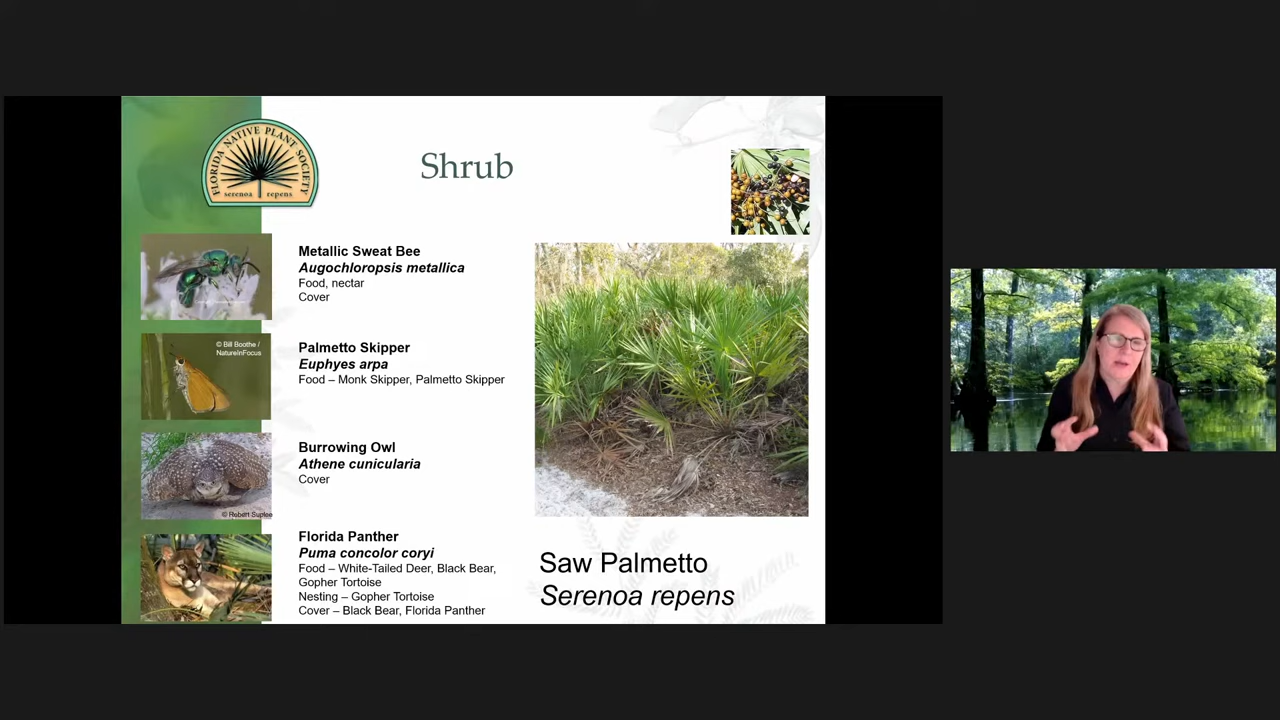 FLORIDA NATIVE PLANT SOCIETY
serenoa repens
Shrub
Metallic Sweat Bee
Augochloropsis metallica
Food, nectar
Cover
© Bill Boothe /
NatureInFocus
Palmetto Skipper
Euphyes arpa
Food – Monk Skipper, Palmetto Skipper
Burrowing Owl
Athene cunicularia
Cover
Florida Panther
Puma concolor coryi
Food – White-Tailed Deer, Black Bear,
Gopher Tortoise
Nesting – Gopher Tortoise
Cover – Black Bear, Florida Panther
Saw Palmetto
Serenoa repens